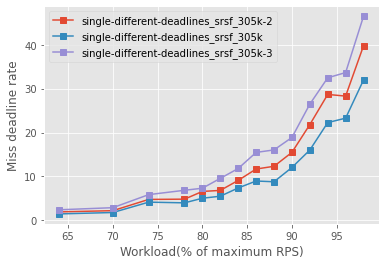 single-different-deadlines_srsf_305k-2
single-different-deadlines_srsf_305k
single-different-deadlines_srsf_305k-3
Miss deadline rate
40
30
20
10
0
65 70 75 80 85 90 95
Workload(% of maximum RPS)